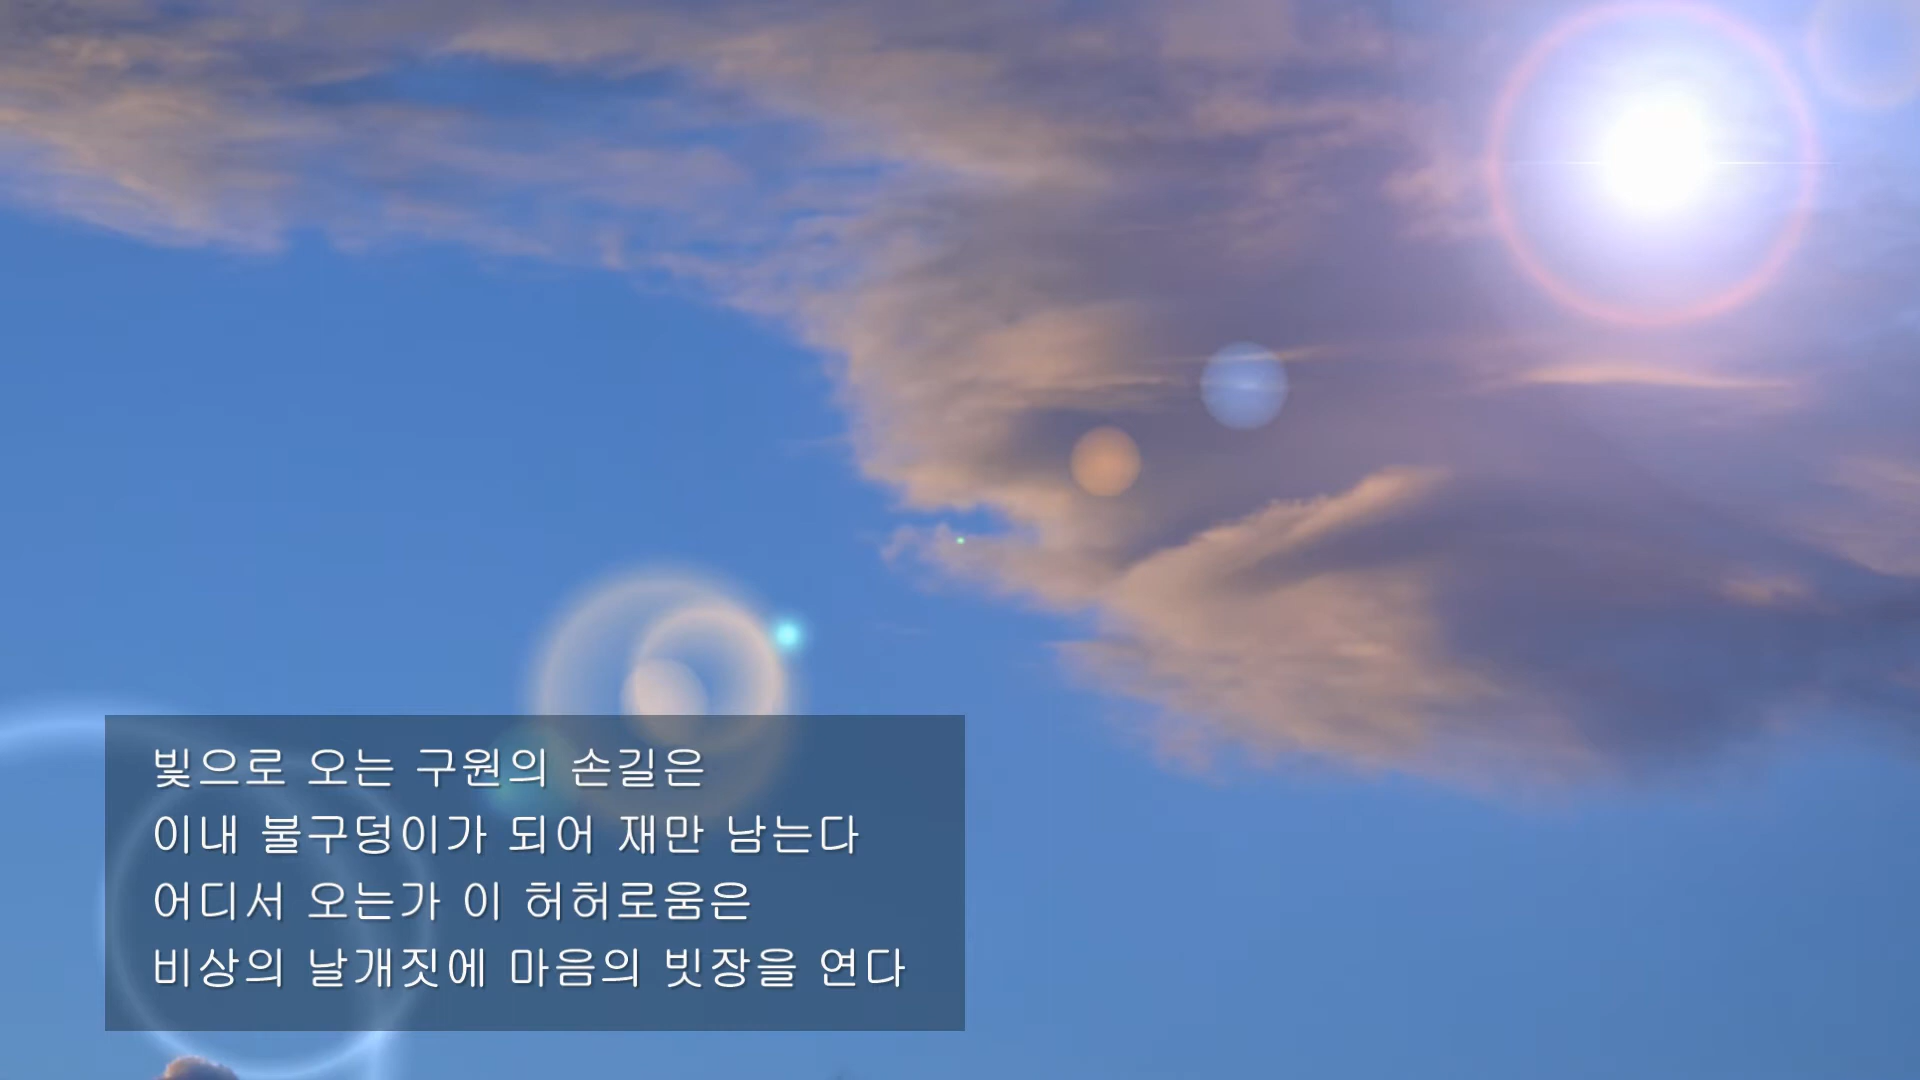 빛으로 오는 구원의 손길은
이내 불구덩이가 되어 재만 남는다
어디서 오는가 이 허허로움은
비상의 날개짓에 마음의 빗장을 연다